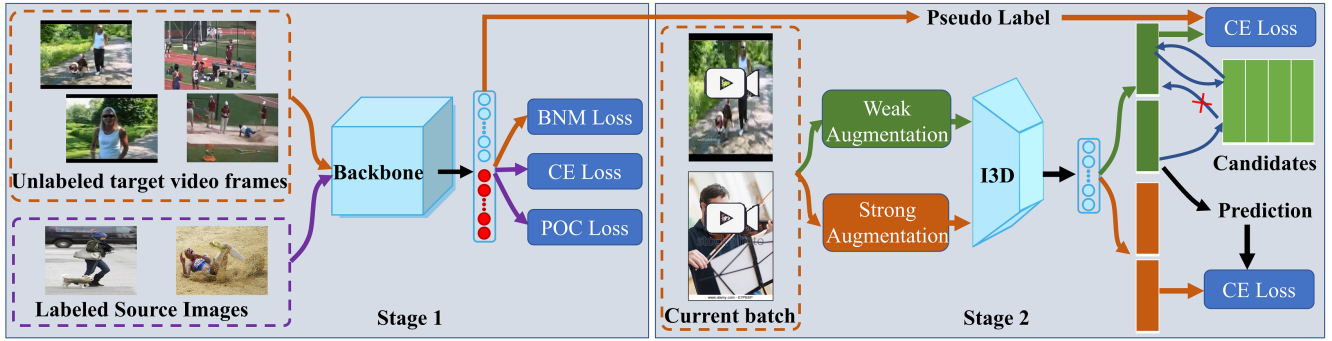 Unlabeled target video frames
Labeled Source Images
Backbone
BNM Loss
CE Loss
POC Loss
Stage 1
Pseudo Label
CE Loss
Weak
Augmentation
Strong
Augmentation
I3D
Candidates
Prediction
CE Loss
Current batch
Stage 2